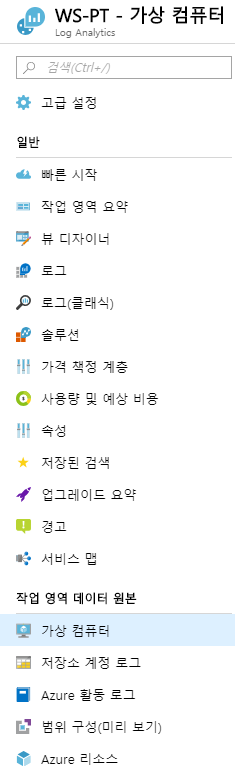 WS-PT - 가상 컴퓨터
Log Analytics
검색(Ctrl+/)
고급 설정
일반
빠른 시작
작업 영역 요약
뷰 디자이너
로그
로그(클래식)
솔루션
가격 책정 계층
사용량 및 예상 비용
속성
저장된 검색
업그레이드 요약
경고
서비스 맵
작업 영역 데이터 원본
가상 컴퓨터
저장소 계정 로그
Azure 활동 로그
범위 구성(미리 보기)
Azure 리소스